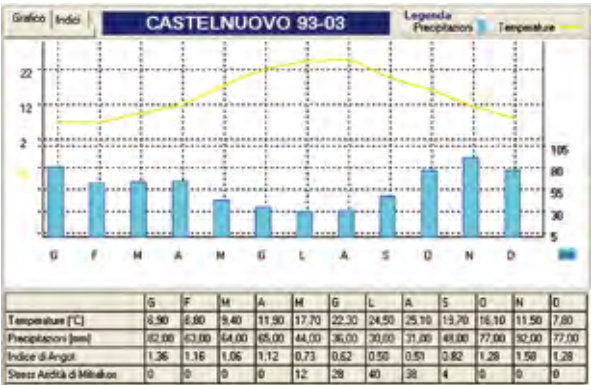 Grafico Indici
CASTELNUOVO 93-03
Legenda
Precipitazioni Temperature
22
12
2
105
80
55
30
5
G F M A M G L A S O N D
G F M A M G L A S O N D
Temperature [°C] 6,90 6,80 9,40 11,90 17,70 22,30 24,50 25,10 19,70 16,10 11,50 7,80
Precipitazioni [mm] 82,00 63,00 64,00 65,00 44,00 36,00 30,00 31,00 48,00 77,00 92,00 77,00
Indice di Angot 1,36 1,16 1,06 1,12 0,73 0,62 0,50 0,51 0,82 1,28 1,58 1,28
Stress Aridità di Mitrakos 0 0 0 0 12 28 40 38 4 0 0 0